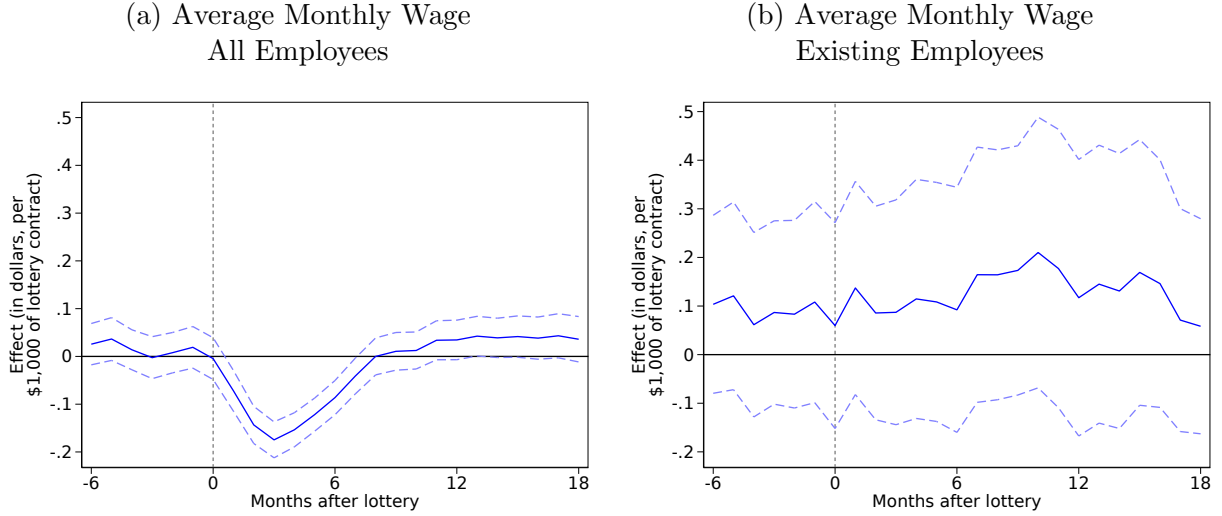 (a) Average Monthly Wage
All Employees
Effect (in dollars, per
$1,000 of lottery contract)
.5
.4
.3
.2
.1
0
-.1
-.2
-6
0
6
12
18
Months after lottery
(b) Average Monthly Wage
Existing Employees
Effect (in dollars, per
$1,000 of lottery contract)
.5
.4
.3
.2
.1
0
-.1
-.2
-6
0
6
12
18
Months after lottery